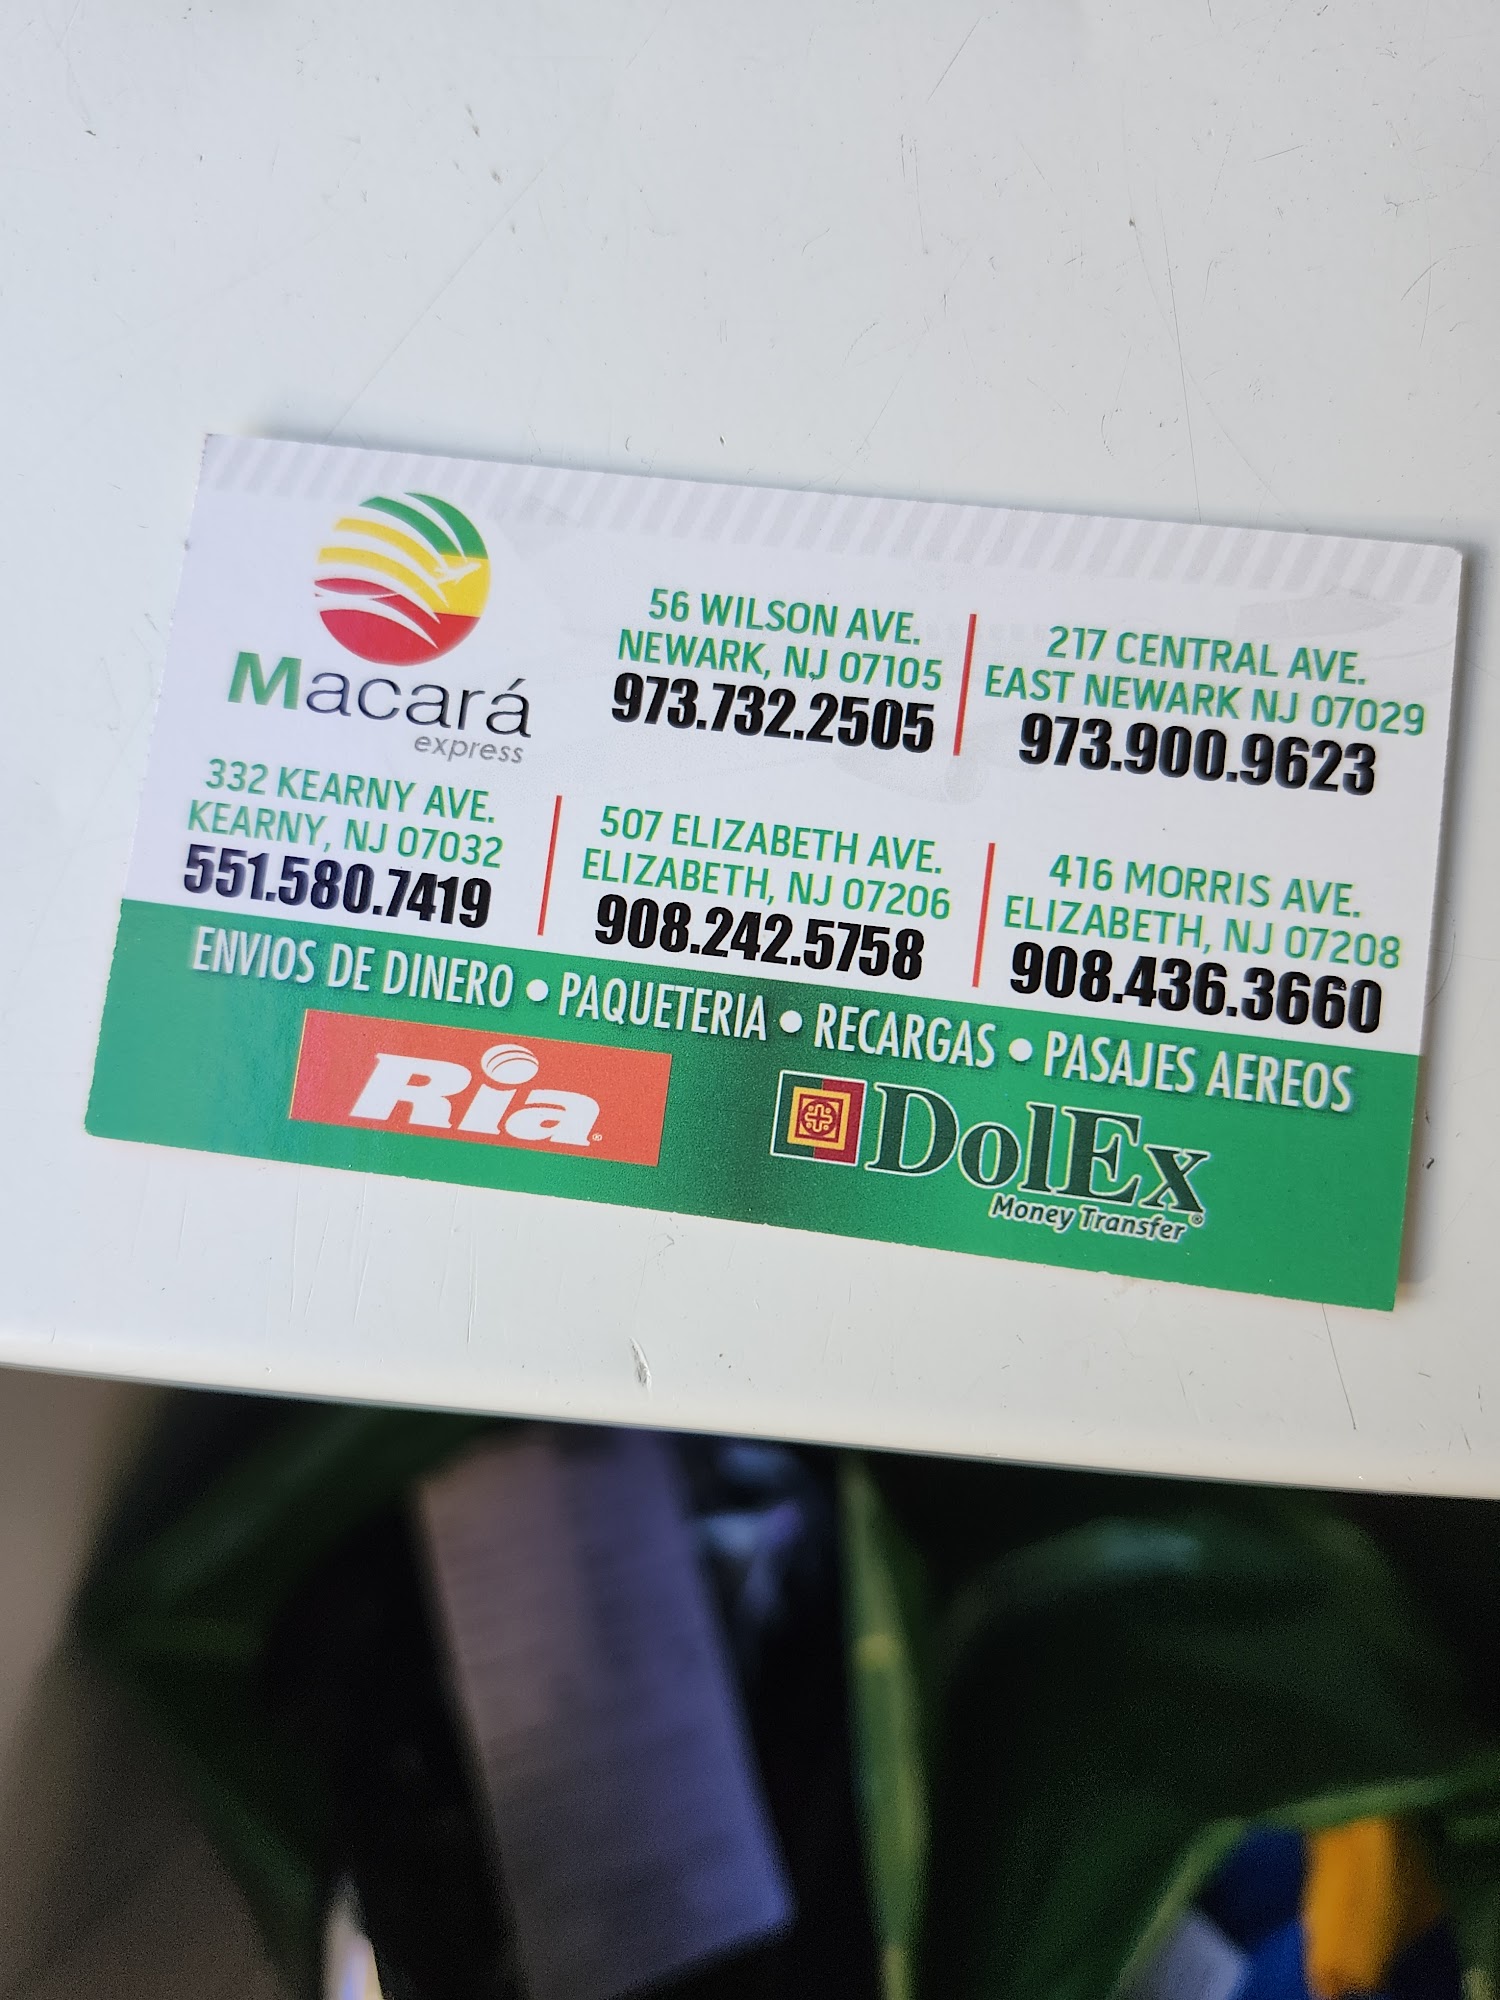 Macará
express
56 WILSON AVE.
NEWARK, NJ 07105
973.732.2505
217 CENTRAL AVE.
EAST NEWARK NJ 07029
973.900.9623
332 KEARNY AVE.
KEARNY, NJ 07032
551.580.7419
507 ELIZABETH AVE.
ELIZABETH, NJ 07206
908.242.5758
416 MORRIS AVE.
ELIZABETH, NJ 07208
908.436.3660
ENVIOS DE DINERO • PAQUETERIA • RECARGAS • PASAJES AEREOS
Ria®
DolEx®
Money Transfer